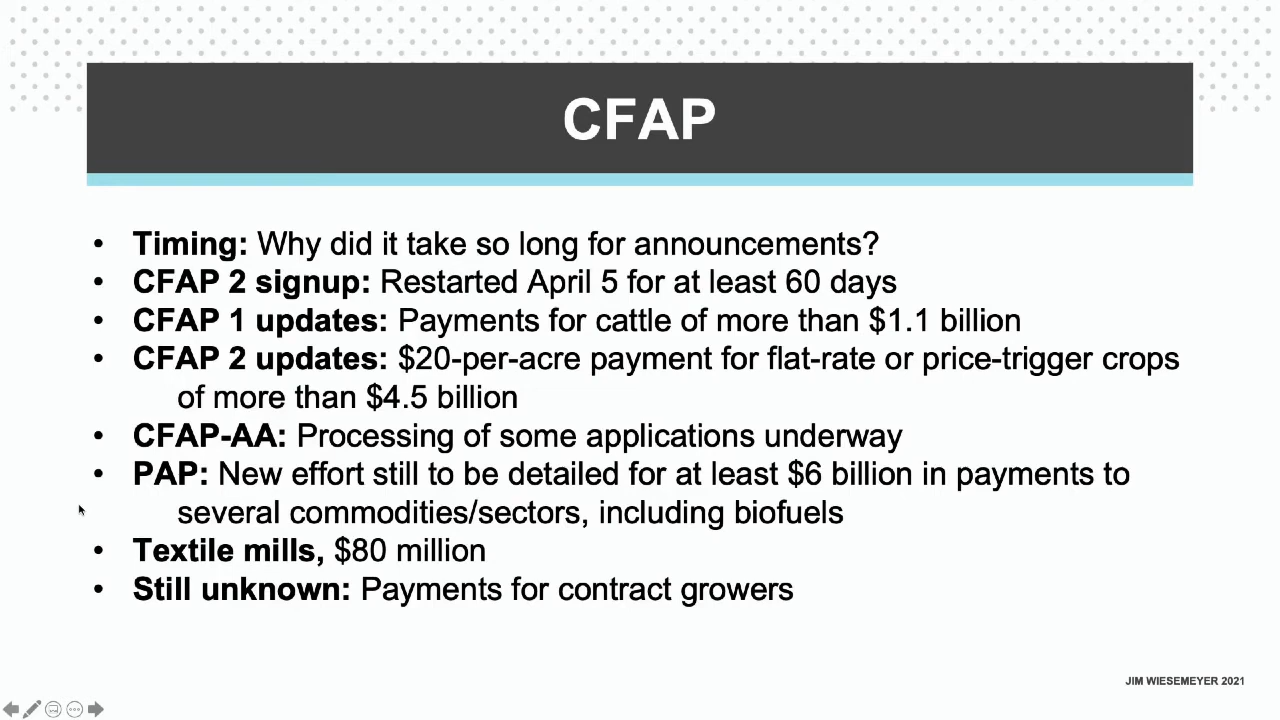 CFAP
• Timing: Why did it take so long for announcements?
• CFAP 2 signup: Restarted April 5 for at least 60 days
• CFAP 1 updates: Payments for cattle of more than $1.1 billion
• CFAP 2 updates: $20-per-acre payment for flat-rate or price-trigger crops
of more than $4.5 billion
• CFAP-AA: Processing of some applications underway
• PAP: New effort still to be detailed for at least $6 billion in payments to
several commodities/sectors, including biofuels
• Textile mills, $80 million
• Still unknown: Payments for contract growers
JIM WIESEMEYER 2021